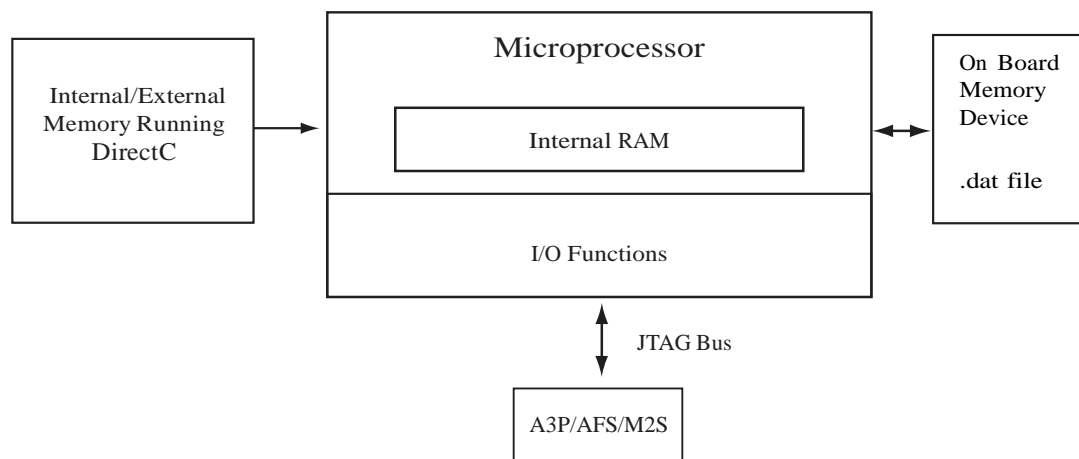 Internal/External
Memory Running
DirectC
Microprocessor
Internal RAM
I/O Functions
On Board
Memory
Device
.dat file
JTAG Bus
A3P/AFS/M2S